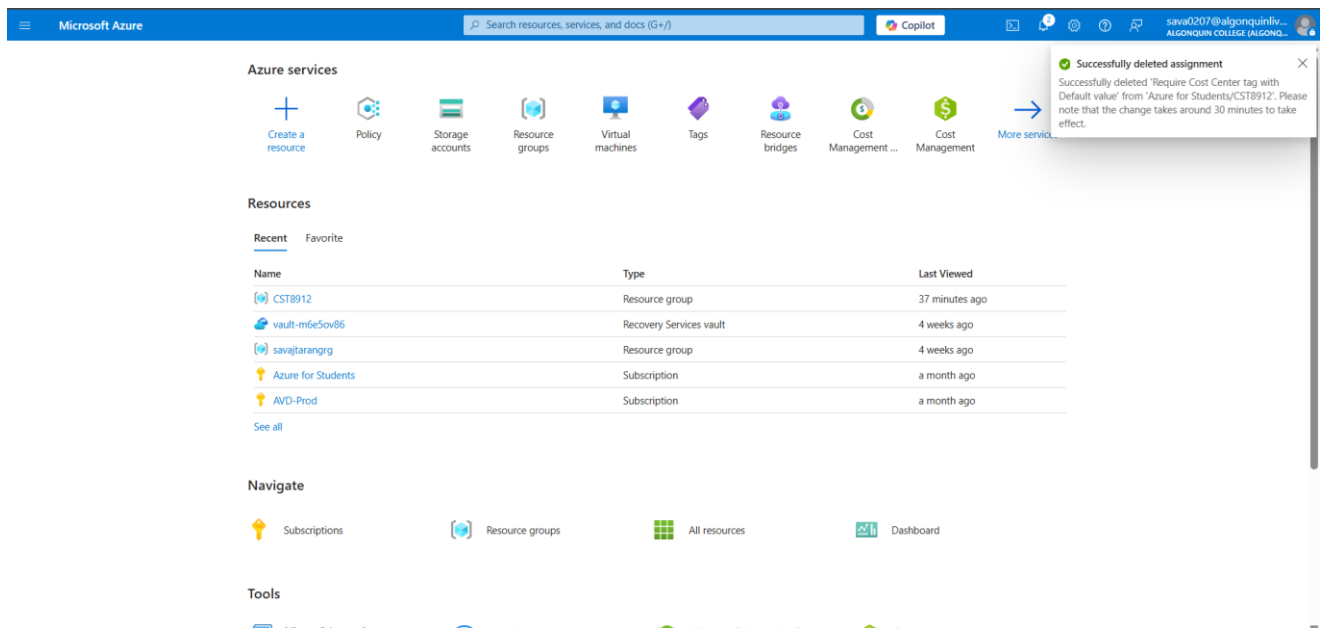 Microsoft Azure
Search resources, services, and docs (G+/)
Copilot
2
sava0207@algonquinliv...
ALGONQUIN COLLEGE (ALGONQ...
Successfully deleted assignment
Successfully deleted 'Require Cost Center tag with
Default value' from 'Azure for Students/CST8912'. Please
note that the change takes around 30 minutes to take
effect.
Azure services
Create a
resource
Policy
Storage
accounts
Resource
groups
Virtual
machines
Tags
Resource
bridges
Cost
Management ...
Cost
Management
More services
Resources
Recent Favorite
Name Type Last Viewed
CST8912 Resource group 37 minutes ago
vault-m6e5ov86 Recovery Services vault 4 weeks ago
savajtarangrg Resource group 4 weeks ago
Azure for Students Subscription a month ago
AVD-Prod Subscription a month ago
See all
Navigate
Subscriptions Resource groups All resources Dashboard
Tools